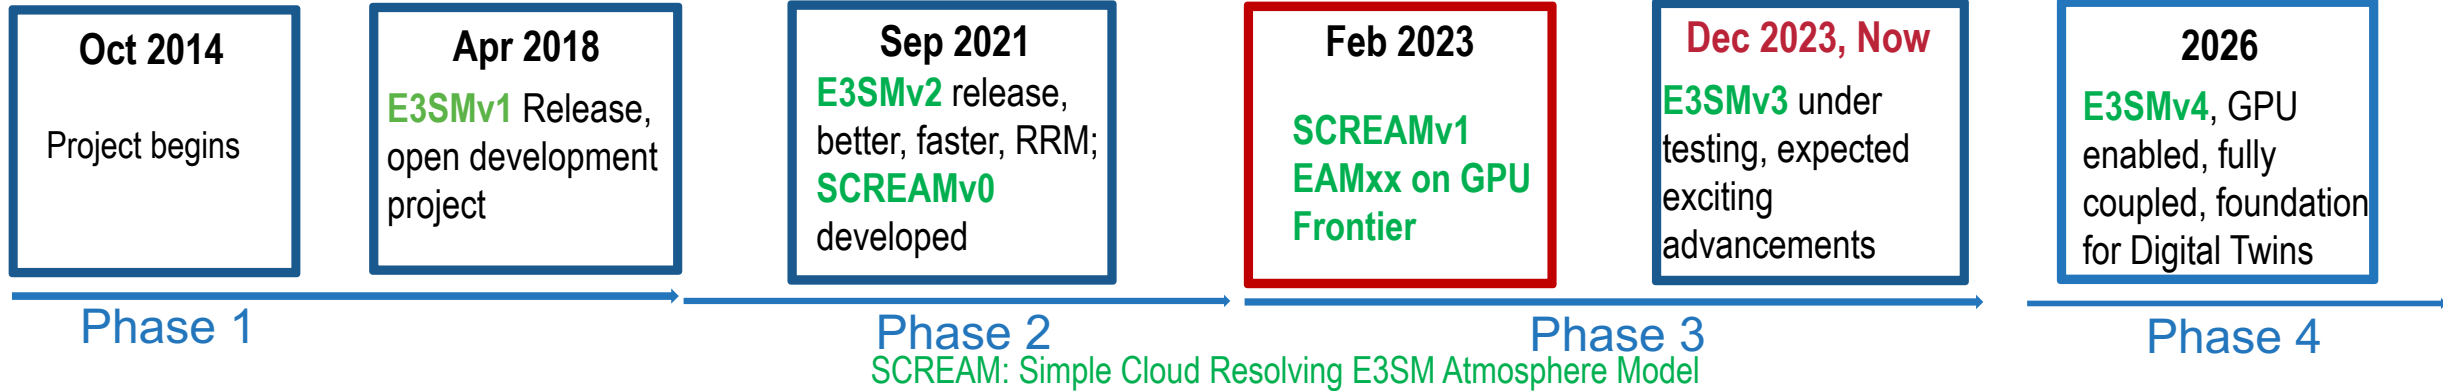 Oct 2014
Project begins
Apr 2018
E3SMv1 Release,
open development
project
Sep 2021
E3SMv2 release,
better, faster, RRM;
SCREAMv0
developed
Feb 2023
SCREAMv1
EAMxx on GPU
Frontier
Dec 2023, Now
E3SMv3 under
testing, expected
exciting
advancements
2026
E3SMv4, GPU
enabled, fully
coupled, foundation
for Digital Twins
Phase 1
Phase 2
Phase 3
Phase 4
SCREAM: Simple Cloud Resolving E3SM Atmosphere Model